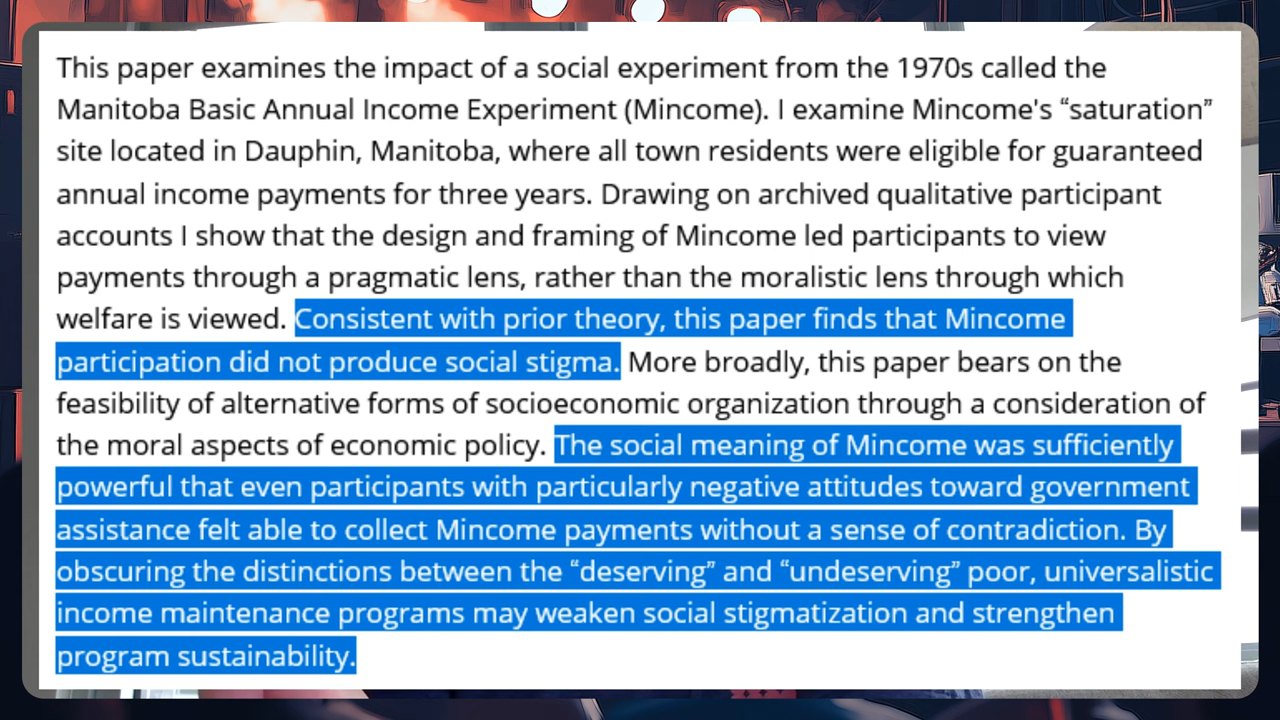 This paper examines the impact of a social experiment from the 1970s called the
Manitoba Basic Annual Income Experiment (Mincome). I examine Mincome's “saturation”
site located in Dauphin, Manitoba, where all town residents were eligible for guaranteed
annual income payments for three years. Drawing on archived qualitative participant
accounts I show that the design and framing of Mincome led participants to view
payments through a pragmatic lens, rather than the moralistic lens through which
welfare is viewed. Consistent with prior theory, this paper finds that Mincome
participation did not produce social stigma. More broadly, this paper bears on the
feasibility of alternative forms of socioeconomic organization through a consideration of
the moral aspects of economic policy. The social meaning of Mincome was sufficiently
powerful that even participants with particularly negative attitudes toward government
assistance felt able to collect Mincome payments without a sense of contradiction. By
obscuring the distinctions between the “deserving” and “undeserving” poor, universalistic
income maintenance programs may weaken social stigmatization and strengthen
program sustainability.